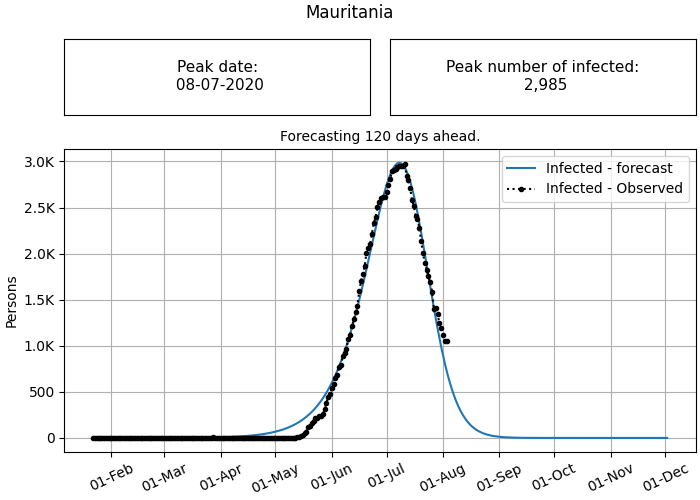 Mauritania
Peak date:
08-07-2020
Peak number of infected:
2,985
Forecasting 120 days ahead.
3.0K
2.5K
2.0K
1.5K
1.0K
500
0
Persons
Infected - forecast
Infected - Observed
01-Feb
01-Mar
01-Apr
01-May
01-Jun
01-Jul
01-Aug
01-Sep
01-Oct
01-Nov
01-Dec